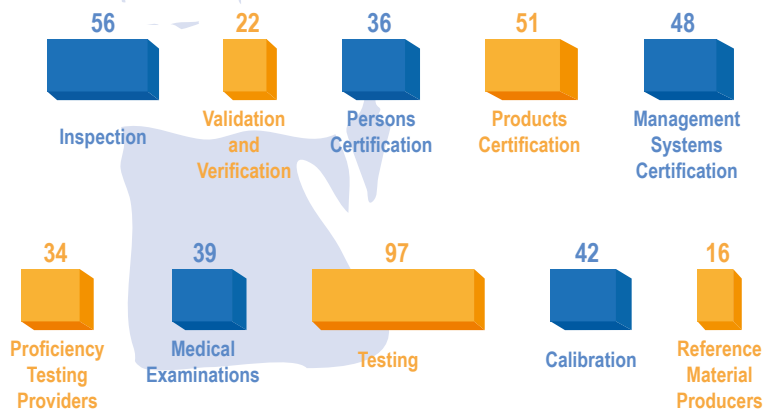 56
22
36
51
48
Inspection
Validation
and
Verification
Persons
Certification
Products
Certification
Management
Systems
Certification
34
39
97
42
16
Proficiency
Testing
Providers
Medical
Examinations
Testing
Calibration
Reference
Material
Producers